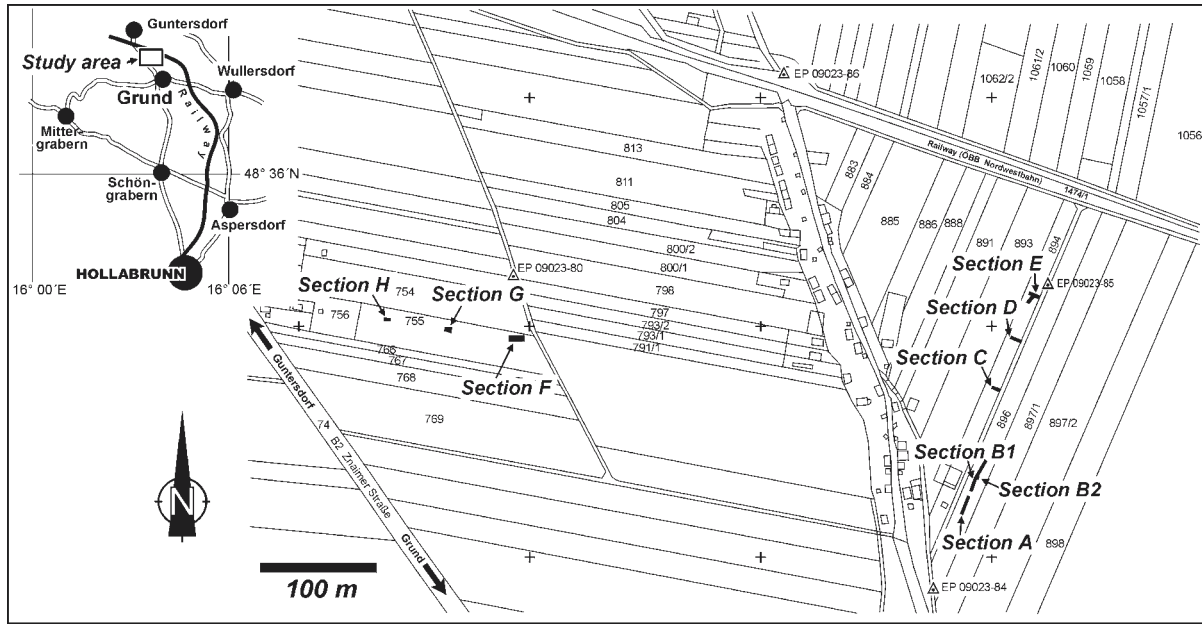 Guntersdorf
Study area
Wullersdorf
Grund
Railway
Mitter-
grabern
Schön-
grabern
48° 36´N
Aspersdorf
HOLLABRUNN
16° 00´E
16° 06´E
EP 09023-86
1062/2
1061/2
1060
1059
1058
1057/1
1056
Railway (ÖBB Nordwestbahn)
1474/1
813
811
805
804
800/2
800/1
798
797
793/2
793/1
791/1
883
884
885
886
888
891
893
894
EP 09023-80
EP 09023-85
Section E
Section D
Section C
Section H
Section G
Section F
754
755
756
766
767
768
769
896
897/1
897/2
Section B1
Section B2
Section A
898
EP 09023-84
Guntersdorf
74
B2 Znaimer Straße
Grund
N
100 m